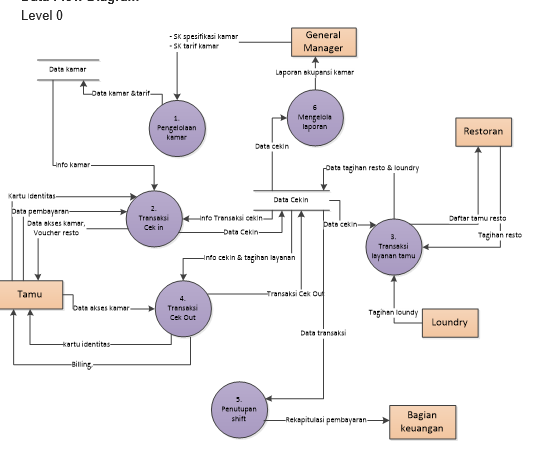 Level 0
- SK spesifikasi kamar
- SK tarif kamar
General
Manager
Data kamar
Laporan akupansi kamar
Data kamar &tarif
1.
Pengelolaan
kamar
6
Mengelola
laporan
Restoran
Data cekin
Info kamar
Data tagihan resto & loundry
Kartu identitas
Data pembayaran
Data akses kamar,
Voucher resto
2.
Transaksi
Cek in
Data Cekin
Info Transaksi cekin
Data Cekin
Data cekin
Daftar tamu resto
Tagihan resto
3.
Transaksi
layanan tamu
Info cekin & tagihan layanan
Tamu
4.
Transaksi
Cek Out
Transaksi Cek Out
Data akses kamar
Tagihan loundy
Loundry
kartu identitas
Data transaksi
Billing,
5.
Penutupan
shift
Rekapitulasi pembayaran
Bagian
keuangan